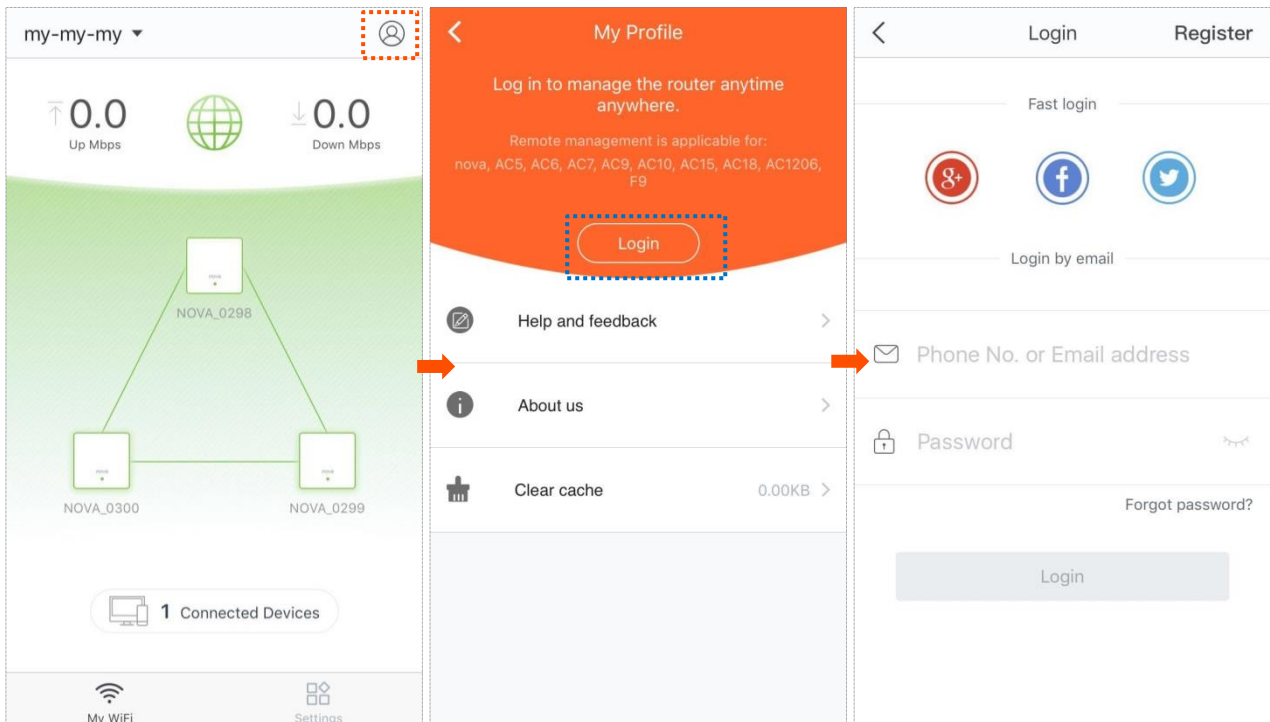 my-my-my
0.0
Up Mbps
0.0
Down Mbps
nova
NOVA_0298
nova
NOVA_0300
nova
NOVA_0299
1 Connected Devices
My WiFi
Settings
My Profile
Log in to manage the router anytime
anywhere.
Remote management is applicable for:
nova, AC5, AC6, AC7, AC9, AC10, AC15, AC18, AC1206,
F9
Login
Help and feedback
About us
Clear cache 0.00KB
Login Register
Fast login
g+ f
Login by email
Phone No. or Email address
Password
Forgot password?
Login